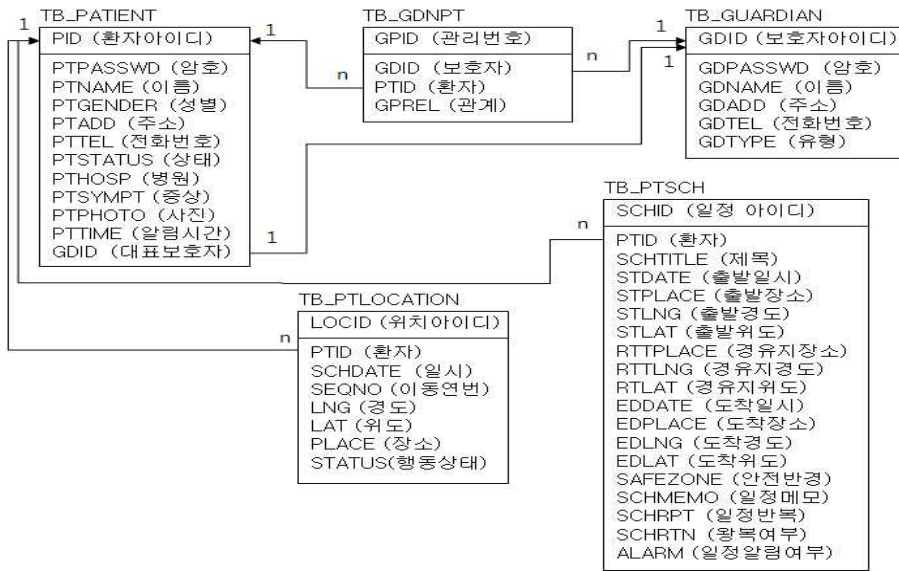 TB_PATIENT
PID (환자아이디)
PTPASSWD (암호)
PTNAME (이름)
PTGENDER (성별)
PTADD (주소)
PTTEL (전화번호)
PTSTATUS (상태)
PTHOSP (병원)
PTSYMPT (증상)
PTPHOTO (사진)
PTTIME (알림시간)
GDID (대표보호자)
1
1
n
1
TB_GDNPT
GPID (관리번호)
GDID (보호자)
PTID (환자)
GPREL (관계)
n
1
1
TB_GUARDIAN
GDID (보호자아이디)
GDPASSWD (암호)
GDNAME (이름)
GDADD (주소)
GDTEL (전화번호)
GDTYPE (유형)
TB_PTLOCATION
LOCID (위치아이디)
PTID (환자)
SCHDATE (일시)
SEQNO (이동연번)
LNG (경도)
LAT (위도)
PLACE (장소)
STATUS(행동상태)
n
n
TB_PTSCH
SCHID (일정 아이디)
PTID (환자)
SCHTITLE (제목)
STDATE (출발일시)
STPLACE (출발장소)
STLNG (출발경도)
STLAT (출발위도)
RTTPLACE (경유지장소)
RTTLNG (경유지경도)
RTLAT (경유지위도)
EDDATE (도착일시)
EDPLACE (도착장소)
EDLNG (도착경도)
EDLAT (도착위도)
SAFEZONE (안전반경)
SCHMEMO (일정메모)
SCHRPT (일정반복)
SCHRTN (왕복여부)
ALARM (일정알림여부)